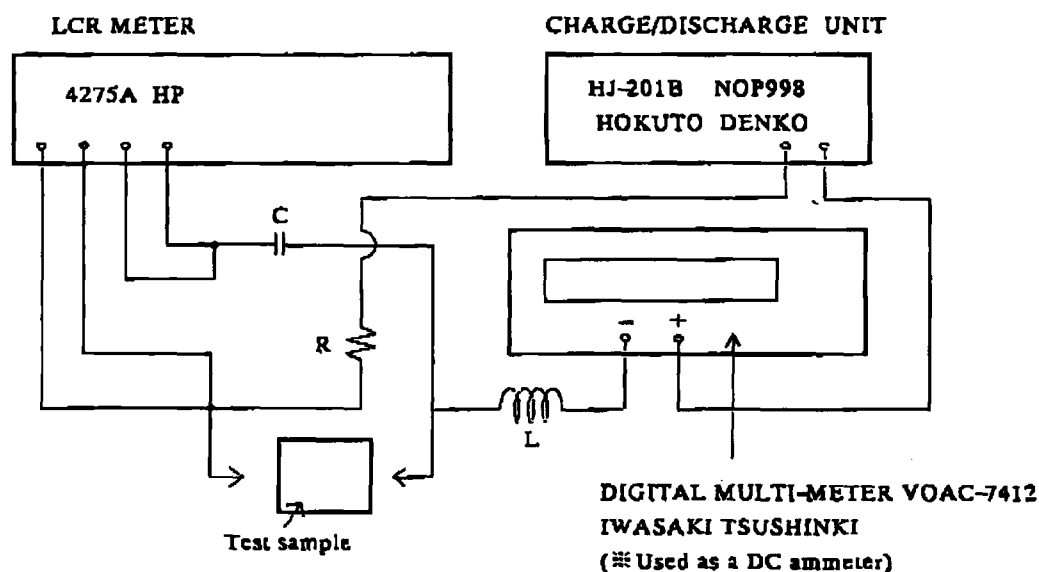 LCR METER
4275A HP
CHARGE/DISCHARGE UNIT
HJ-201B NOP998
HOKUTO DENKO
C
R
- +
L
Test sample
DIGITAL MULTI-METER VOAC-7412
IWASAKI TSUSHINKI
(※Used as a DC ammeter)